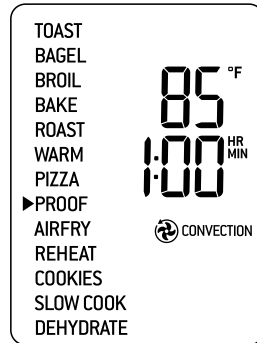 TOAST
BAGEL
BROIL
BAKE
ROAST
WARM
PIZZA
▶PROOF
AIRFRY
REHEAT
COOKIES
SLOW COOK
DEHYDRATE
85 °F
1:00 HR
MIN
CONVECTION